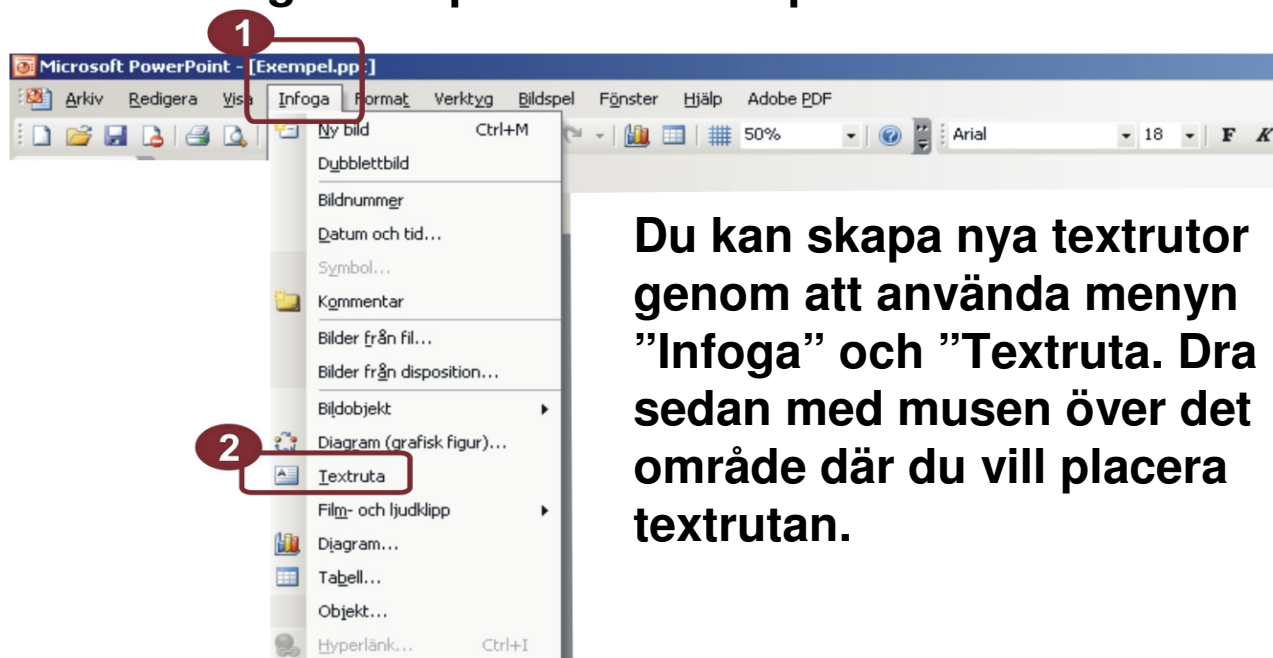 1
Microsoft PowerPoint - [Exempel.ppt]
Arkiv Redigera Visa Infoga Format Verktyg Bildspel Fönster Hjälp Adobe PDF
50% Arial 18 F K
Ny bild Ctrl+M
Dubblettbild
Bildnummer
Datum och tid...
Symbol...
Kommentar
Bilder från fil...
Bilder från disposition...
Bildobjekt
Diagram (grafisk figur)...
2
Textruta
Film- och ljudklipp
Diagram...
Tabell...
Objekt...
Hyperlänk... Ctrl+I
Du kan skapa nya textrutor
genom att använda menyn
”Infoga” och ”Textruta. Dra
sedan med musen över det
område där du vill placera
textrutan.